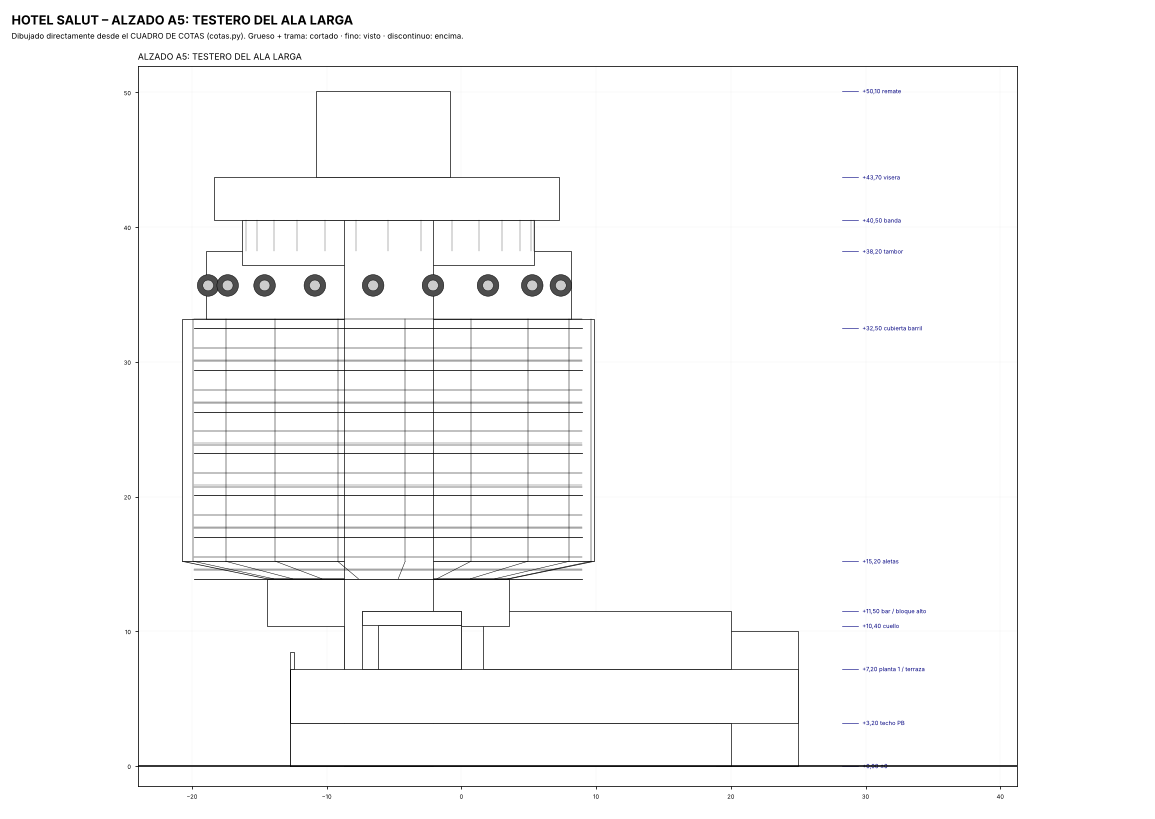 HOTEL SALUT – ALZADO A5: TESTERO DEL ALA LARGA
Dibujado directamente desde el CUADRO DE COTAS (cotas.py). Grueso + trama: cortado · fino: visto · discontinuo: encima.
ALZADO A5: TESTERO DEL ALA LARGA
50
+50,10 remate
+43,70 visera
40
+40,50 banda
+38,20 tambor
+32,50 cubierta barril
30
20
+15,20 aletas
+11,50 bar / bloque alto
10
+10,40 cuello
+7,20 planta 1 / terraza
+3,20 techo PB
0
−20
−10
0
10
20
30
40